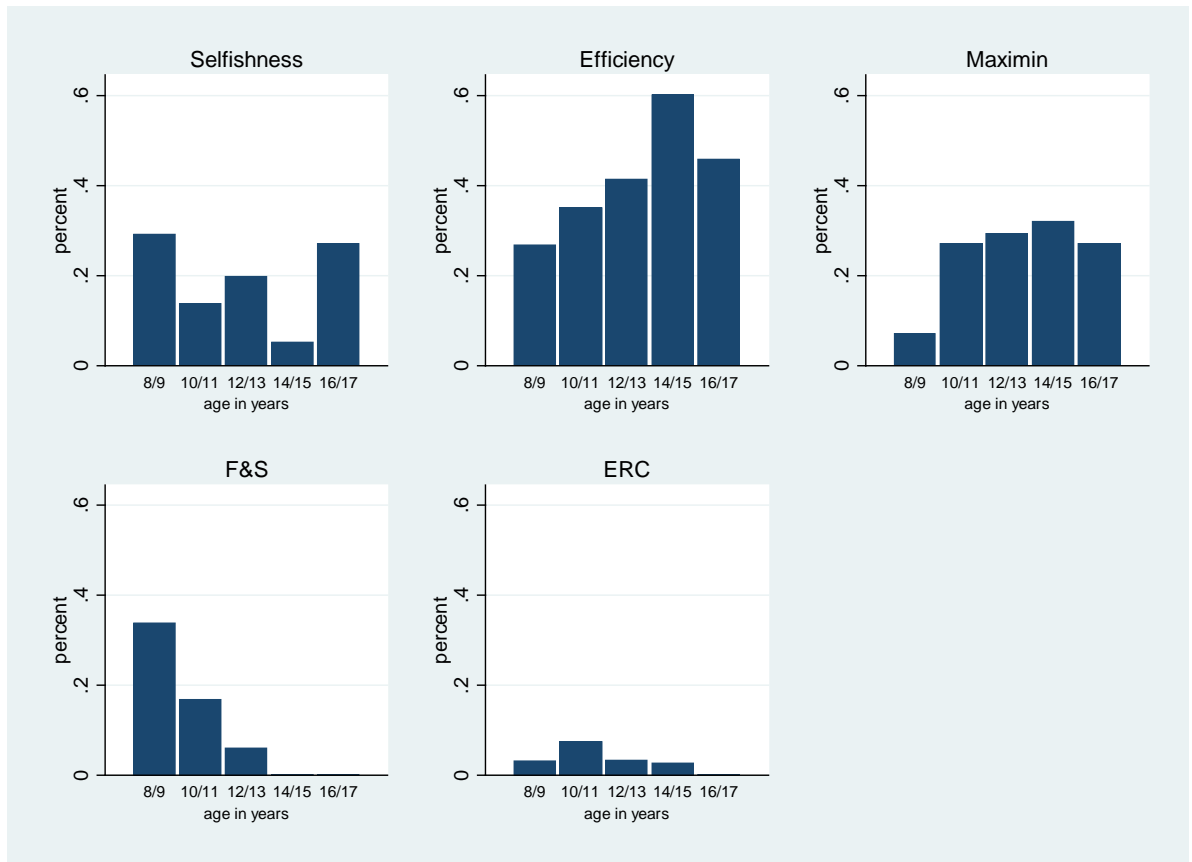 Selfishness
percent
.6
.4
.2
0
8/9 10/11 12/13 14/15 16/17
age in years
Efficiency
percent
.6
.4
.2
0
8/9 10/11 12/13 14/15 16/17
age in years
Maximin
percent
.6
.4
.2
0
8/9 10/11 12/13 14/15 16/17
age in years
F&S
percent
.6
.4
.2
0
8/9 10/11 12/13 14/15 16/17
age in years
ERC
percent
.6
.4
.2
0
8/9 10/11 12/13 14/15 16/17
age in years